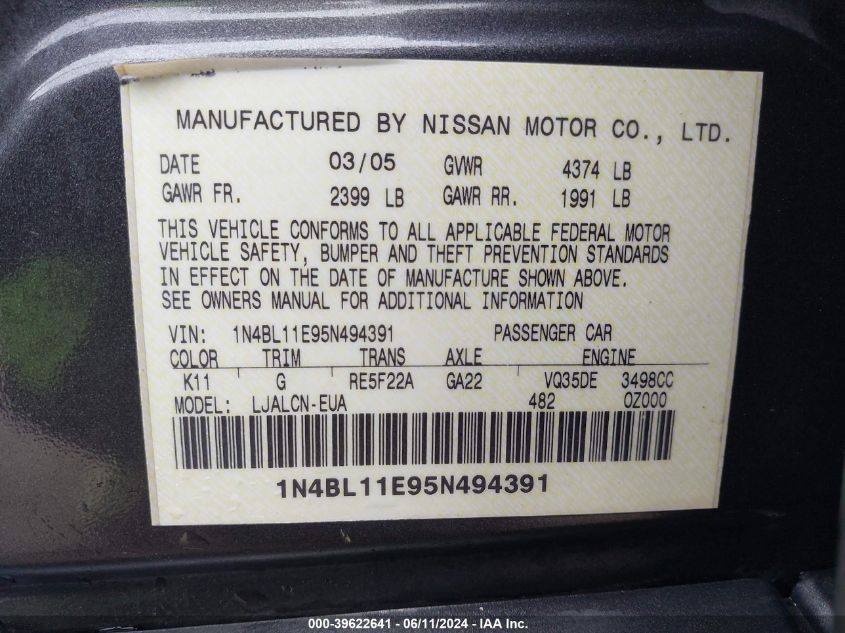 MANUFACTURED BY NISSAN MOTOR CO., LTD.
DATE 03/05 GVWR 4374 LB
GAWR FR. 2399 LB GAWR RR. 1991 LB
THIS VEHICLE CONFORMS TO ALL APPLICABLE FEDERAL MOTOR
VEHICLE SAFETY, BUMPER AND THEFT PREVENTION STANDARDS
IN EFFECT ON THE DATE OF MANUFACTURE SHOWN ABOVE.
SEE OWNERS MANUAL FOR ADDITIONAL INFORMATION
VIN: 1N4BL11E95N494391 PASSENGER CAR
COLOR TRIM TRANS AXLE ENGINE
K11 G RE5F22A GA22 VQ35DE 3498CC
MODEL: LJALCN-EUA 482 0Z000
1N4BL11E95N494391
000-39622641 - 06/11/2024 - IAA Inc.